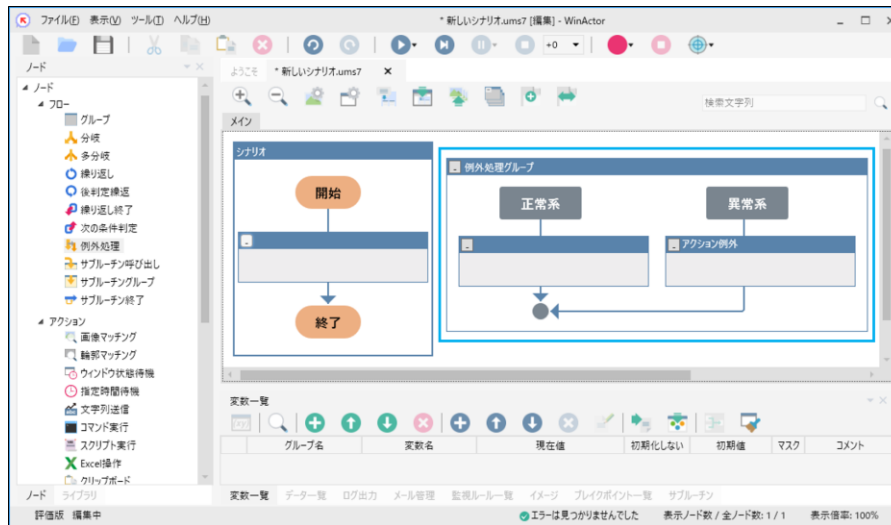 ファイル(F) 表示(V) ツール(T) ヘルプ(H)
* 新しいシナリオ.ums7 [編集] - WinActor
+0
ノード
ようこそ
* 新しいシナリオ.ums7
検索文字列
メイン
ノード
フロー
グループ
分岐
多分岐
繰り返し
後判定繰返
繰り返し終了
次の条件判定
例外処理
サブルーチン呼び出し
サブルーチングループ
サブルーチン終了
アクション
画像マッチング
輪郭マッチング
ウィンドウ状態待機
指定時間待機
文字列送信
コマンド実行
スクリプト実行
Excel操作
クリップボード
ノード ライブラリ
シナリオ
開始
終了
例外処理グループ
正常系
異常系
アクション例外
変数一覧
グループ名 変数名 現在値 初期化しない 初期値 マスク コメント
変数一覧 データ一覧 ログ出力 メール管理 監視ルール一覧 イメージ ブレイクポイント一覧 サブルーチン
評価版 編集中
エラーは見つかりませんでした
表示ノード数 / 全ノード数: 1 / 1
表示倍率: 100%